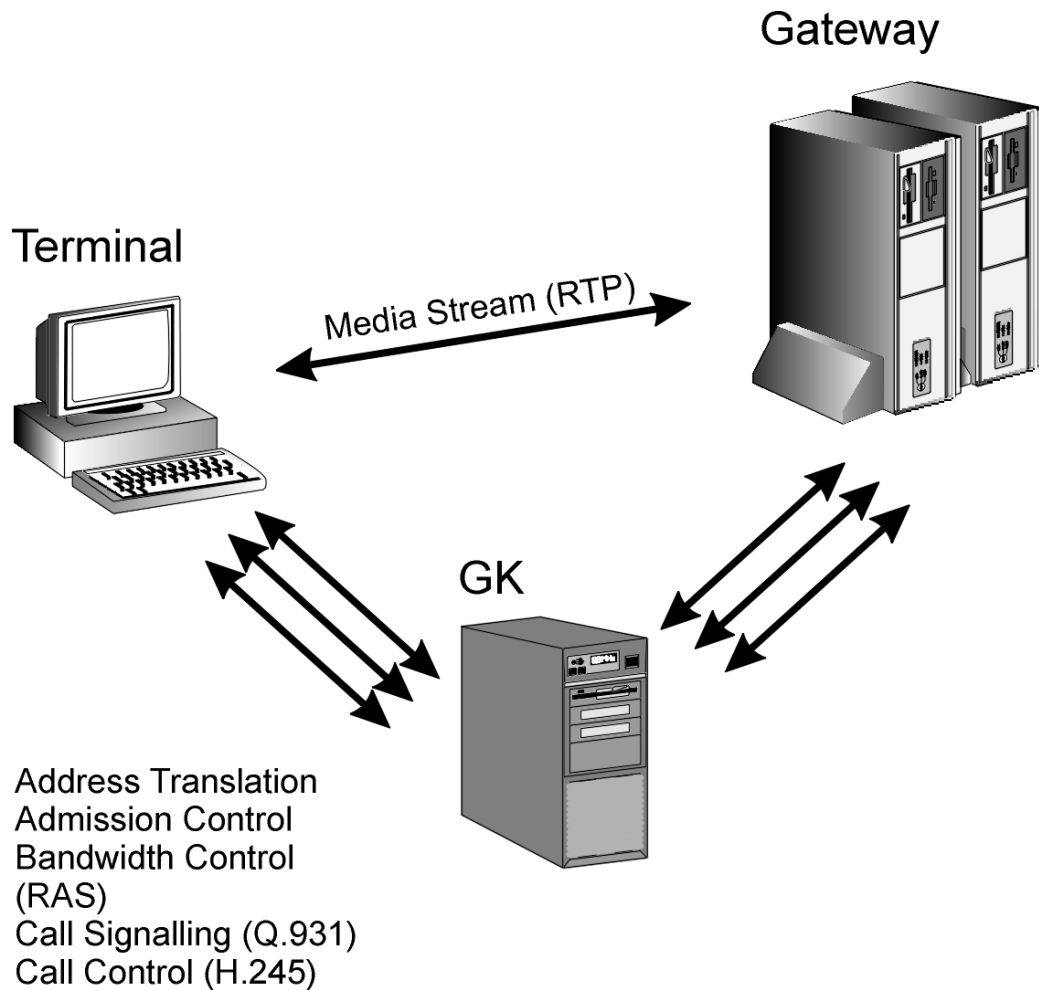 Gateway
Terminal
Media Stream (RTP)
GK
Address Translation
Admission Control
Bandwidth Control
(RAS)
Call Signalling (Q.931)
Call Control (H.245)